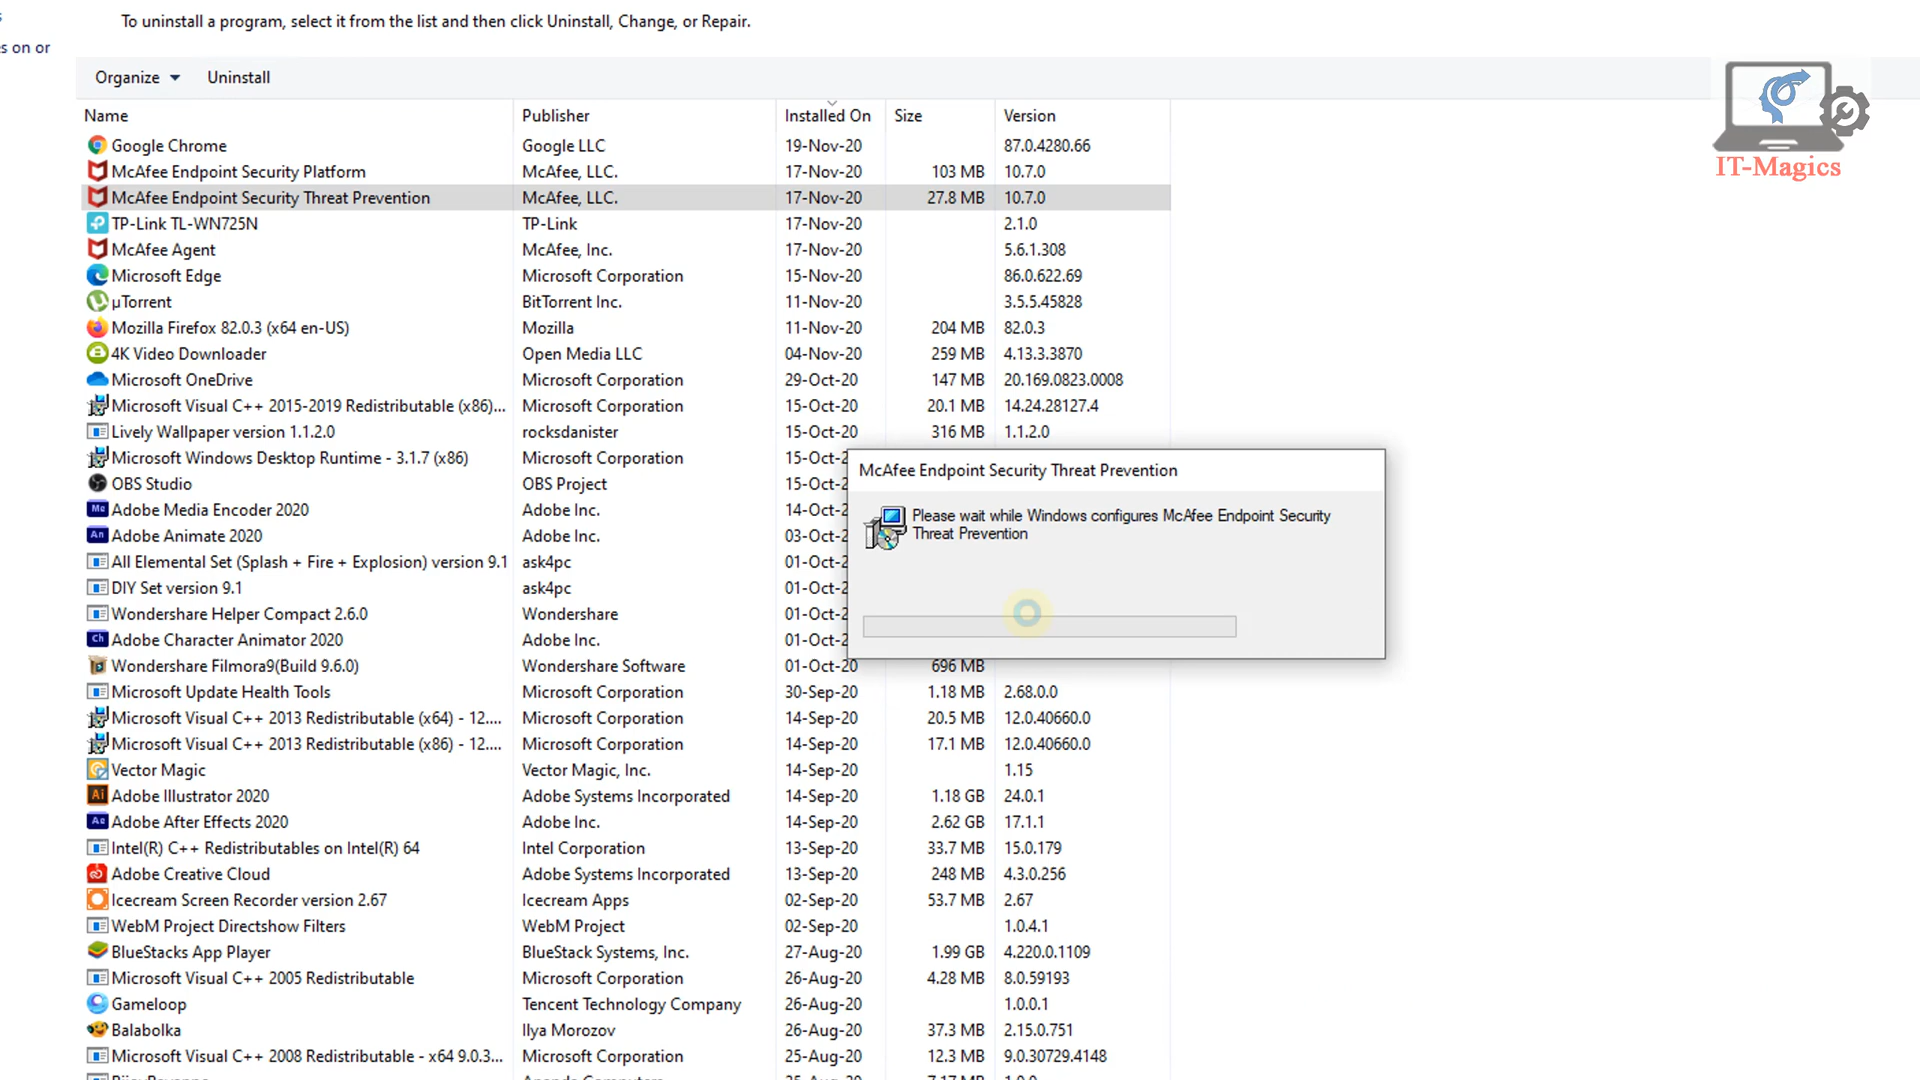 To uninstall a program, select it from the list and then click Uninstall, Change, or Repair.
s on or
Organize Uninstall
Name Publisher Installed On Size Version
Google Chrome Google LLC 19-Nov-20 87.0.4280.66
McAfee Endpoint Security Platform McAfee, LLC. 17-Nov-20 103 MB 10.7.0
McAfee Endpoint Security Threat Prevention McAfee, LLC. 17-Nov-20 27.8 MB 10.7.0
TP-Link TL-WN725N TP-Link 17-Nov-20 2.1.0
McAfee Agent McAfee, Inc. 17-Nov-20 5.6.1.308
Microsoft Edge Microsoft Corporation 15-Nov-20 86.0.622.69
µTorrent BitTorrent Inc. 11-Nov-20 3.5.5.45828
Mozilla Firefox 82.0.3 (x64 en-US) Mozilla 11-Nov-20 204 MB 82.0.3
4K Video Downloader Open Media LLC 04-Nov-20 259 MB 4.13.3.3870
Microsoft OneDrive Microsoft Corporation 29-Oct-20 147 MB 20.169.0823.0008
Microsoft Visual C++ 2015-2019 Redistributable (x86)... Microsoft Corporation 15-Oct-20 20.1 MB 14.24.28127.4
Lively Wallpaper version 1.1.2.0 rocksdanister 15-Oct-20 316 MB 1.1.2.0
Microsoft Windows Desktop Runtime - 3.1.7 (x86) Microsoft Corporation 15-Oct-2
OBS Studio OBS Project 15-Oct-2
Adobe Media Encoder 2020 Adobe Inc. 14-Oct-2
Adobe Animate 2020 Adobe Inc. 03-Oct-2
All Elemental Set (Splash + Fire + Explosion) version 9.1 ask4pc 01-Oct-2
DIY Set version 9.1 ask4pc 01-Oct-2
Wondershare Helper Compact 2.6.0 Wondershare 01-Oct-2
Adobe Character Animator 2020 Adobe Inc. 01-Oct-2
Wondershare Filmora9(Build 9.6.0) Wondershare Software 01-Oct-20 696 MB
Microsoft Update Health Tools Microsoft Corporation 30-Sep-20 1.18 MB 2.68.0.0
Microsoft Visual C++ 2013 Redistributable (x64) - 12.... Microsoft Corporation 14-Sep-20 20.5 MB 12.0.40660.0
Microsoft Visual C++ 2013 Redistributable (x86) - 12.... Microsoft Corporation 14-Sep-20 17.1 MB 12.0.40660.0
Vector Magic Vector Magic, Inc. 14-Sep-20 1.15
Adobe Illustrator 2020 Adobe Systems Incorporated 14-Sep-20 1.18 GB 24.0.1
Adobe After Effects 2020 Adobe Inc. 14-Sep-20 2.62 GB 17.1.1
Intel(R) C++ Redistributables on Intel(R) 64 Intel Corporation 13-Sep-20 33.7 MB 15.0.179
Adobe Creative Cloud Adobe Systems Incorporated 13-Sep-20 248 MB 4.3.0.256
Icecream Screen Recorder version 2.67 Icecream Apps 02-Sep-20 53.7 MB 2.67
WebM Project Directshow Filters WebM Project 02-Sep-20 1.0.4.1
BlueStacks App Player BlueStack Systems, Inc. 27-Aug-20 1.99 GB 4.220.0.1109
Microsoft Visual C++ 2005 Redistributable Microsoft Corporation 26-Aug-20 4.28 MB 8.0.59193
Gameloop Tencent Technology Company 26-Aug-20 1.0.0.1
Balabolka Ilya Morozov 26-Aug-20 37.3 MB 2.15.0.751
Microsoft Visual C++ 2008 Redistributable - x64 9.0.3... Microsoft Corporation 25-Aug-20 12.3 MB 9.0.30729.4148
McAfee Endpoint Security Threat Prevention
Please wait while Windows configures McAfee Endpoint Security
Threat Prevention
IT-Magics